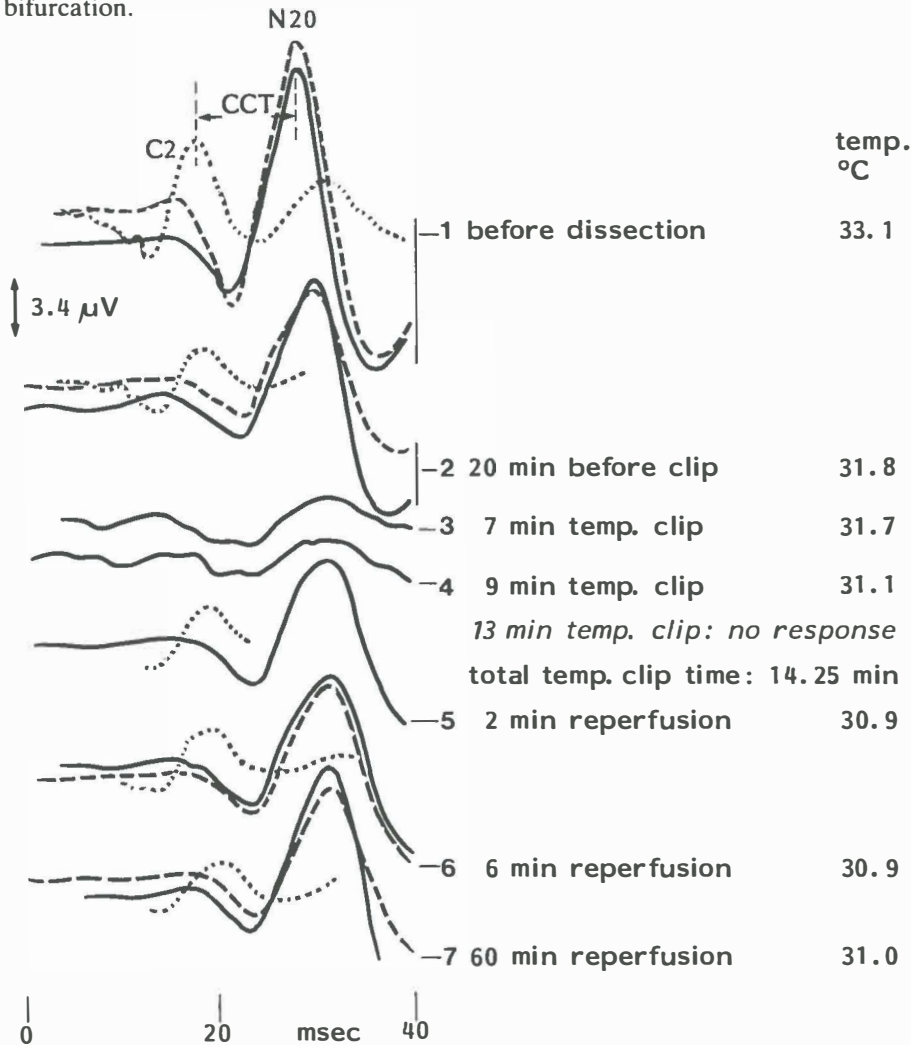 bifurcation.
N20
CCT
C2
temp.
°C
1 before dissection 33.1
3.4 μV
2 20 min before clip 31.8
3 7 min temp. clip 31.7
4 9 min temp. clip 31.1
13 min temp. clip: no response
total temp. clip time: 14.25 min
5 2 min reperfusion 30.9
6 6 min reperfusion 30.9
7 60 min reperfusion 31.0
0 20 msec 40